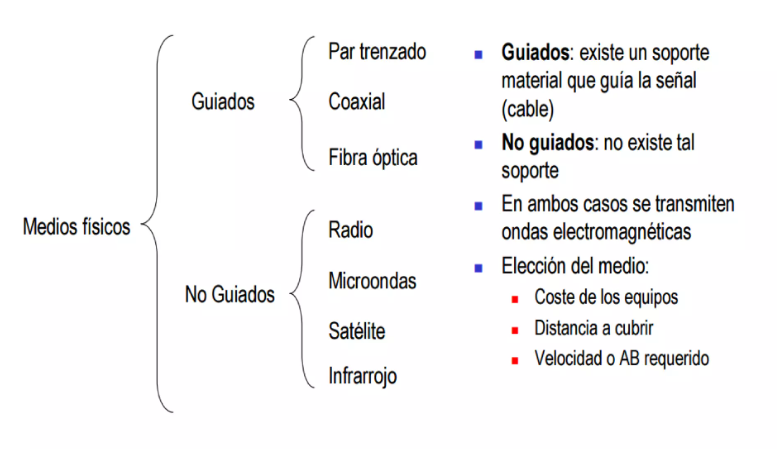 Medios físicos
Guiados
Par trenzado
Coaxial
Fibra óptica
No Guiados
Radio
Microondas
Satélite
Infrarrojo
Guiados: existe un soporte
material que guía la señal
(cable)
No guiados: no existe tal
soporte
En ambos casos se transmiten
ondas electromagnéticas
Elección del medio:
Coste de los equipos
Distancia a cubrir
Velocidad o AB requerido